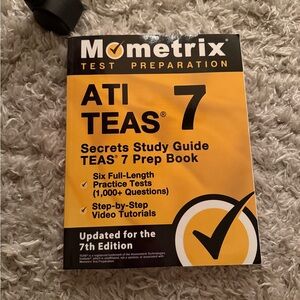 Mometrix®
TEST PREPARATION
ATI
TEAS® 7
Secrets Study Guide
TEAS® 7 Prep Book
Six Full-Length
Practice Tests
(1,000+ Questions)
Step-by-Step
Video Tutorials
Updated for the
7th Edition